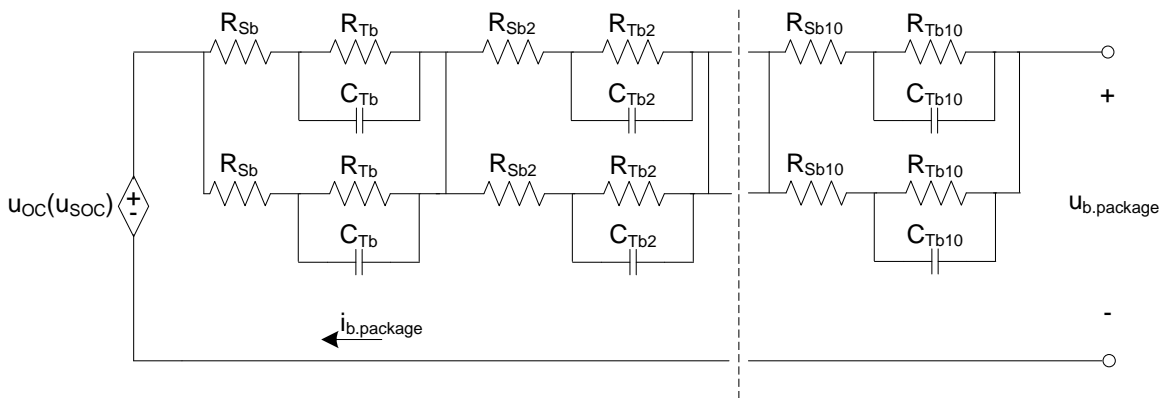 R_Sb R_Tb R_Sb2 R_Tb2 R_Sb10 R_Tb10
C_Tb C_Tb2 C_Tb10
+
R_Sb R_Tb R_Sb2 R_Tb2 R_Sb10 R_Tb10
u_OC(u_SOC) + - u_b.package
C_Tb C_Tb2 C_Tb10
i_b.package -